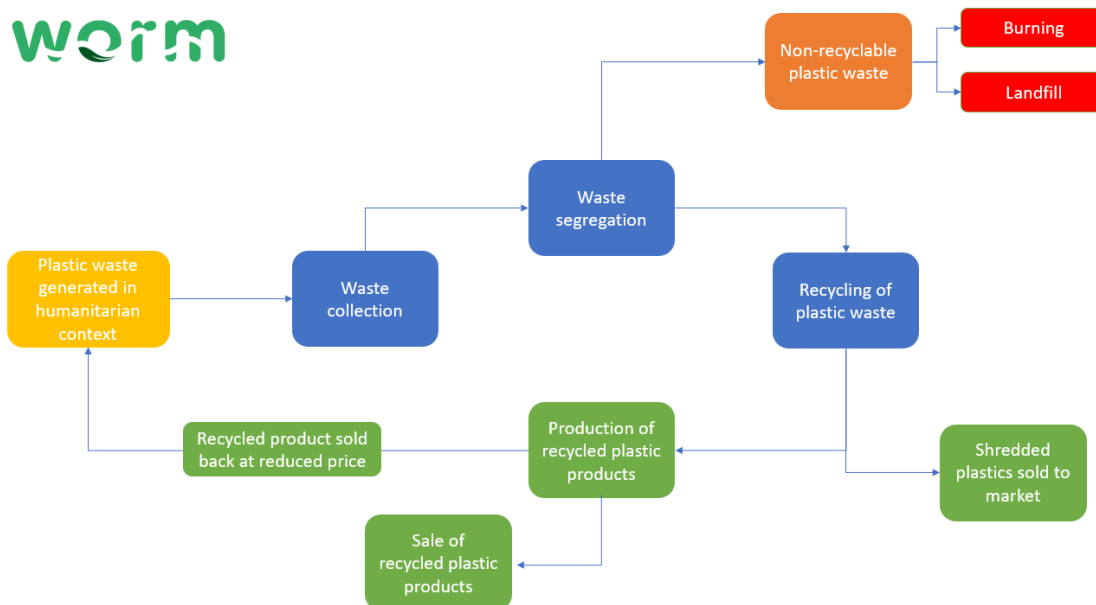 worm
Non-recyclable
plastic waste
Burning
Landfill
Waste
segregation
Plastic waste
generated in
humanitarian
context
Waste
collection
Recycling of
plastic waste
Recycled product sold
back at reduced price
Production of
recycled plastic
products
Shredded
plastics sold to
market
Sale of
recycled plastic
products